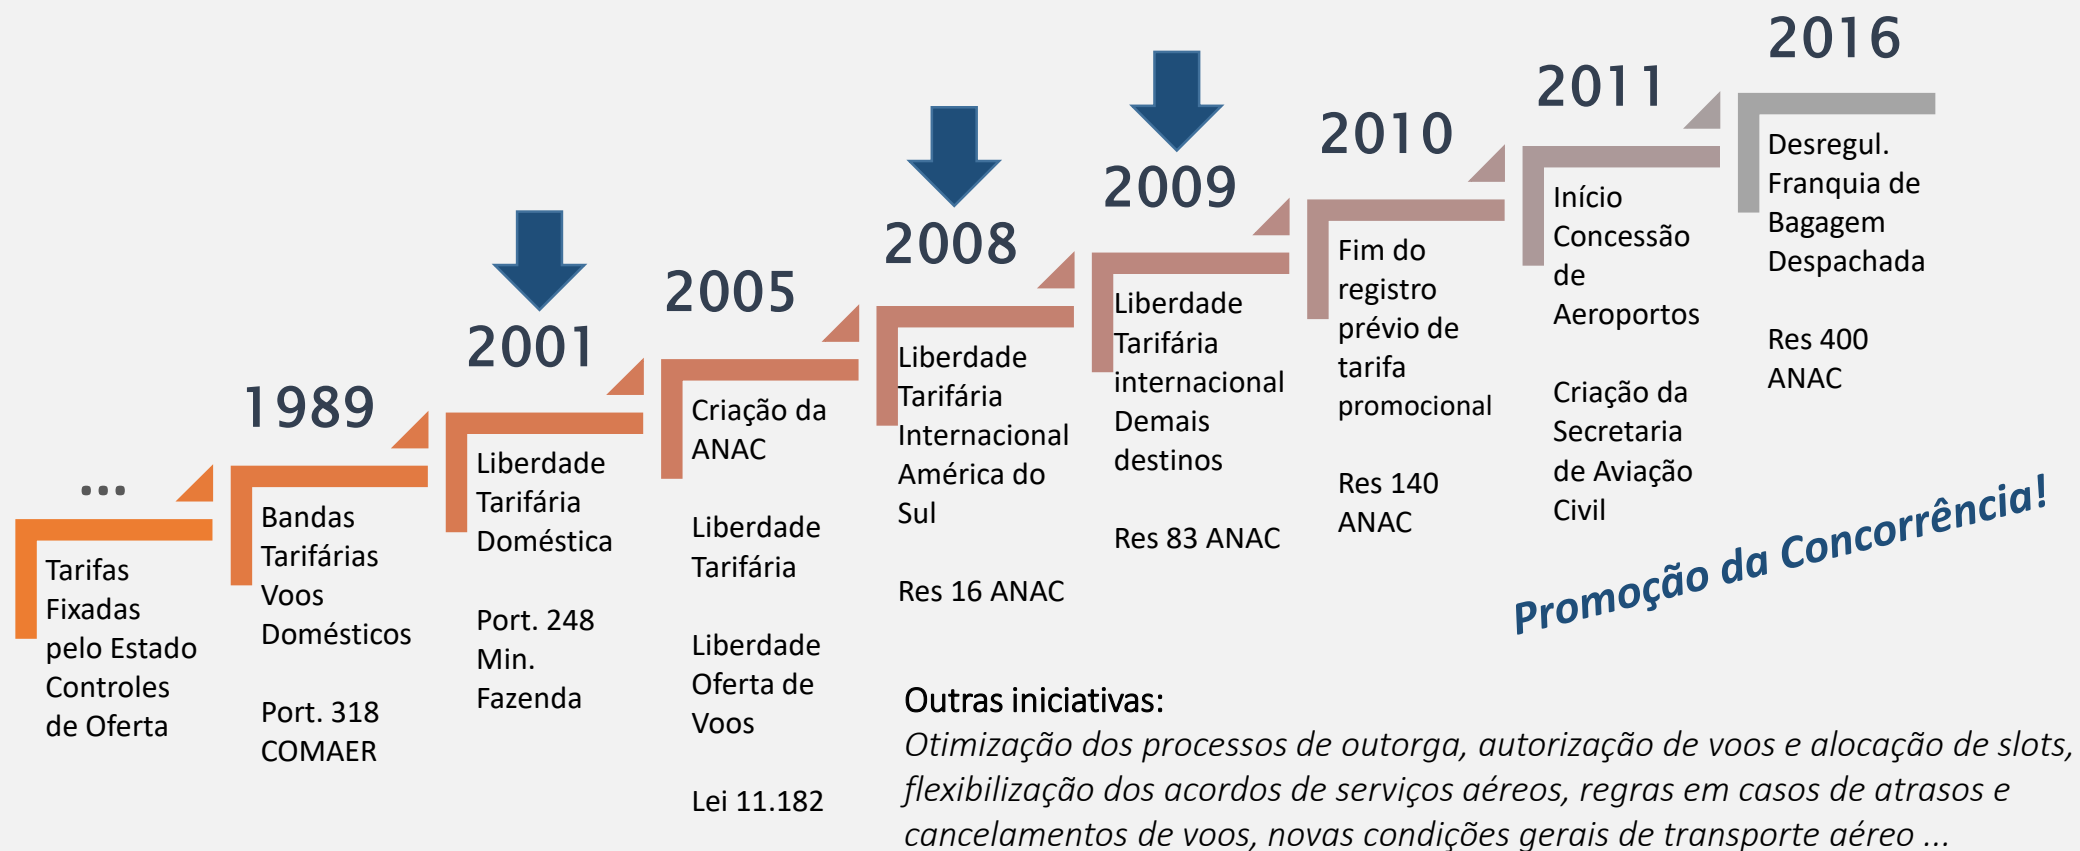 ...
Tarifas
Fixadas
pelo Estado
Controles
de Oferta
1989
Bandas
Tarifárias
Voos
Domésticos
Port. 318
COMAER
2001
Liberdade
Tarifária
Doméstica
Port. 248
Min.
Fazenda
2005
Criação da
ANAC
Liberdade
Tarifária
Liberdade
Oferta de
Voos
Lei 11.182
2008
Liberdade
Tarifária
Internacional
América do
Sul
Res 16 ANAC
2009
Liberdade
Tarifária
internacional
Demais
destinos
Res 83 ANAC
2010
Fim do
registro
prévio de
tarifa
promocional
Res 140
ANAC
2011
Início
Concessão
de
Aeroportos
Criação da
Secretaria
de Aviação
Civil
2016
Desregul.
Franquia de
Bagagem
Despachada
Res 400
ANAC
Promoção da Concorrência!
Outras iniciativas:
Otimização dos processos de outorga, autorização de voos e alocação de slots,
flexibilização dos acordos de serviços aéreos, regras em casos de atrasos e
cancelamentos de voos, novas condições gerais de transporte aéreo ...